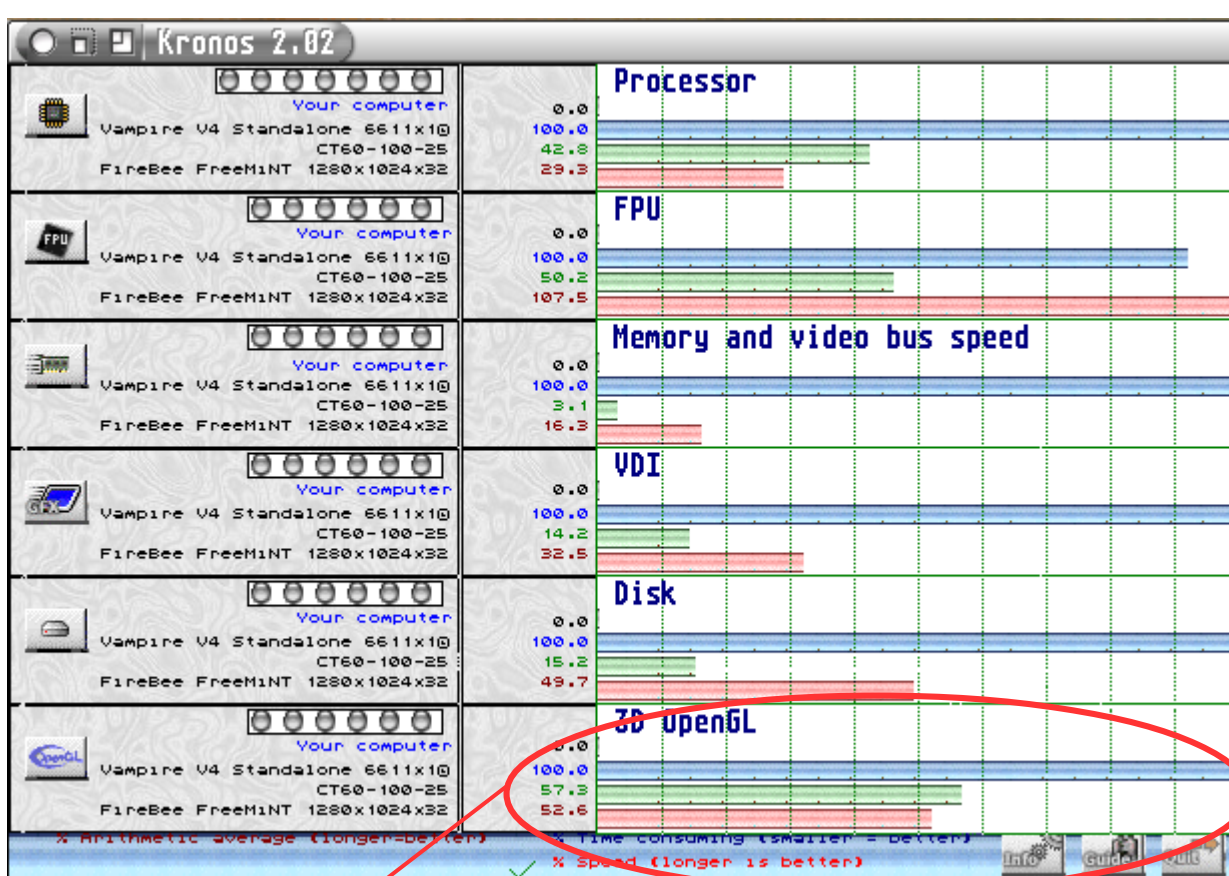 Kronos 2.02
Processor
Your computer 0.0
Vampire V4 Standalone 6611x10 100.0
CT60-100-25 42.8
FireBee FreeMiNT 1280x1024x32 29.3
FPU
FPU
Your computer 0.0
Vampire V4 Standalone 6611x10 100.0
CT60-100-25 50.2
FireBee FreeMiNT 1280x1024x32 107.5
Memory and video bus speed
Your computer 0.0
Vampire V4 Standalone 6611x10 100.0
CT60-100-25 3.1
FireBee FreeMiNT 1280x1024x32 16.3
VDI
GFX
Your computer 0.0
Vampire V4 Standalone 6611x10 100.0
CT60-100-25 14.2
FireBee FreeMiNT 1280x1024x32 32.5
Disk
Your computer 0.0
Vampire V4 Standalone 6611x10 100.0
CT60-100-25 15.2
FireBee FreeMiNT 1280x1024x32 49.7
3D OpenGL
OpenGL
Your computer 0.0
Vampire V4 Standalone 6611x10 100.0
CT60-100-25 57.3
FireBee FreeMiNT 1280x1024x32 52.6
% Arithmetic average (longer=better) % Time consuming (smaller = better)
% Speed (longer is better)
Info Guide Quit